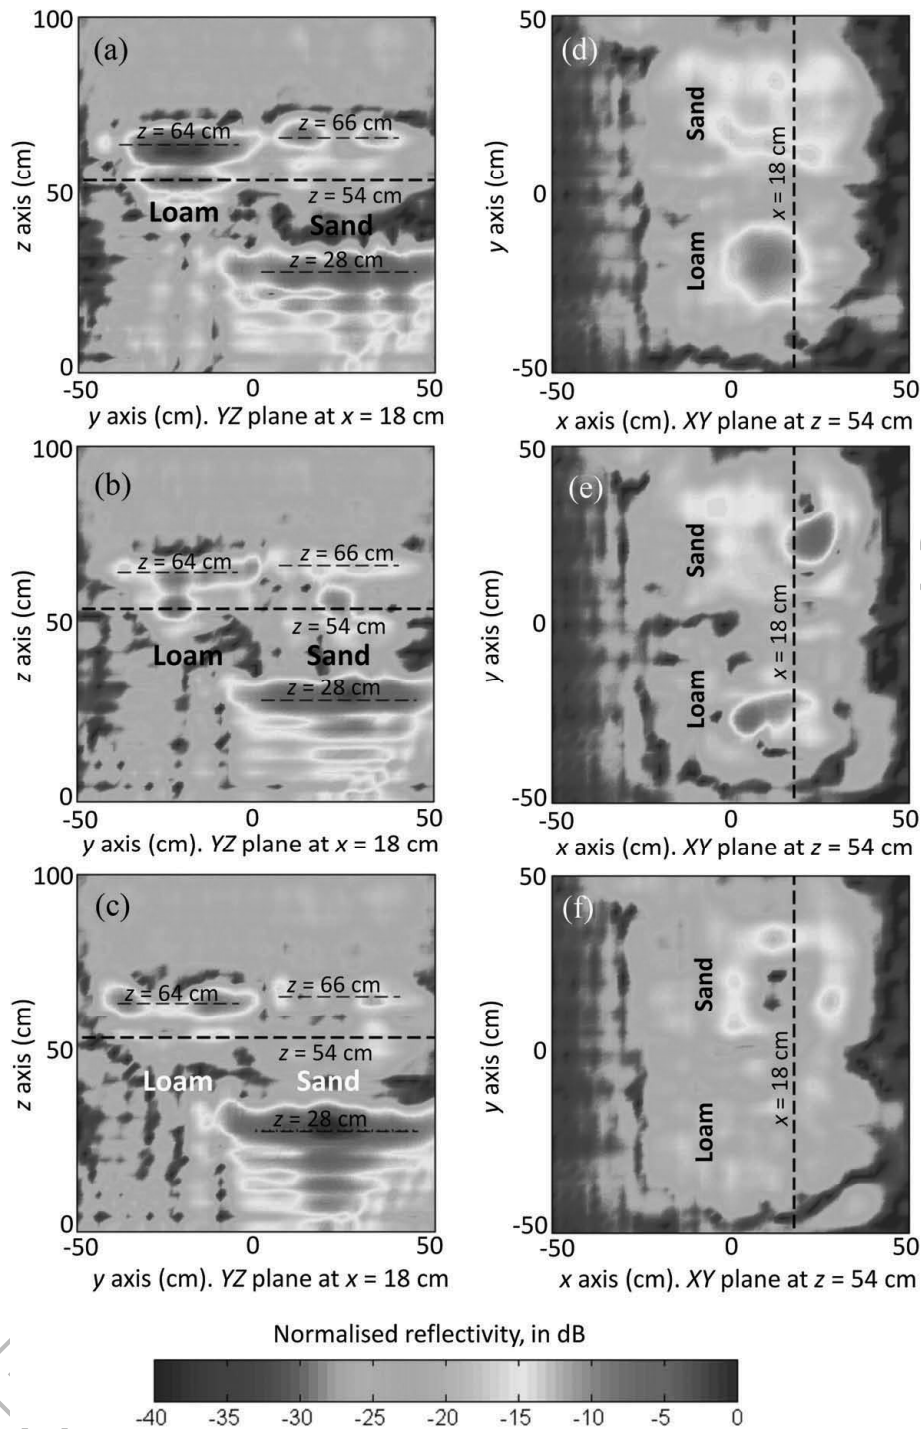 100
(a)
z = 64 cm
z = 66 cm
z axis (cm)
50
z = 54 cm
Loam
Sand
z = 28 cm
0
-50
0
50
y axis (cm). YZ plane at x = 18 cm
50
(d)
Sand
y axis (cm)
0
x = 18 cm
Loam
-50
-50
0
50
x axis (cm). XY plane at z = 54 cm
100
(b)
z = 64 cm
z = 66 cm
z axis (cm)
50
z = 54 cm
Loam
Sand
z = 28 cm
0
-50
0
50
y axis (cm). YZ plane at x = 18 cm
50
(e)
Sand
y axis (cm)
0
x = 18 cm
Loam
-50
-50
0
50
x axis (cm). XY plane at z = 54 cm
100
(c)
z = 64 cm
z = 66 cm
z axis (cm)
50
z = 54 cm
Loam
Sand
z = 28 cm
0
-50
0
50
y axis (cm). YZ plane at x = 18 cm
50
(f)
Sand
y axis (cm)
0
x = 18 cm
Loam
-50
-50
0
50
x axis (cm). XY plane at z = 54 cm
Normalised reflectivity, in dB
-40 -35 -30 -25 -20 -15 -10 -5 0